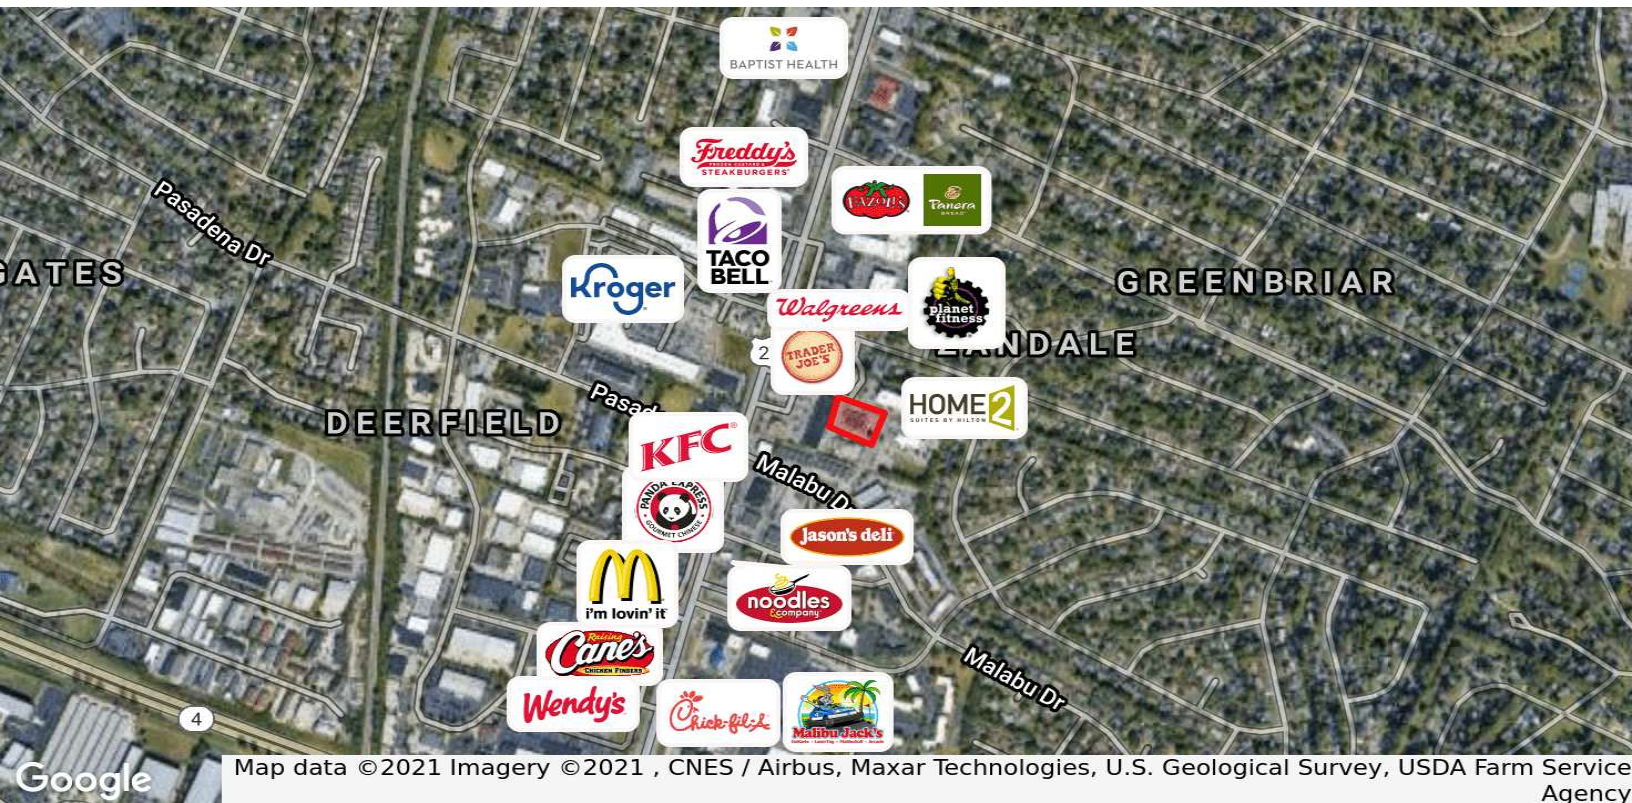 BAPTIST HEALTH
Freddy's
FROZEN CUSTARD &
STEAKBURGERS
FAZOLI'S
Panera
BREAD
Pasadena Dr
TACO
BELL
GATES
Kroger
GREENBRIAR
planet
fitness
Walgreens
ZANDALE
2
TRADER
JOE'S
Pasad
HOME2
SUITES BY HILTON
DEERFIELD
KFC
Malabu Dr
PANDA EXPRESS
GOURMET CHINESE
Jason's deli
i'm lovin' it
noodles
& company
Raising
Cane's
CHICKEN FINGERS
Malabu Dr
Wendy's
Chick-fil-A
Malibu Jack's
4
Google
Map data ©2021 Imagery ©2021 , CNES / Airbus, Maxar Technologies, U.S. Geological Survey, USDA Farm Service
Agency